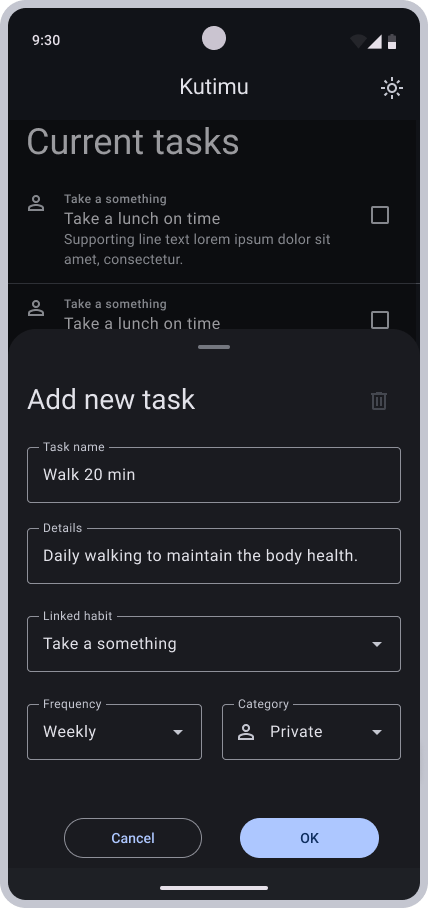 9:30
Kutimu
Current tasks
Take a something
Take a lunch on time
Supporting line text lorem ipsum dolor sit
amet, consectetur.
Take a something
Take a lunch on time
Add new task
Task name
Walk 20 min
Details
Daily walking to maintain the body health.
Linked habit
Take a something
Frequency
Category
Weekly
Private
Cancel
OK